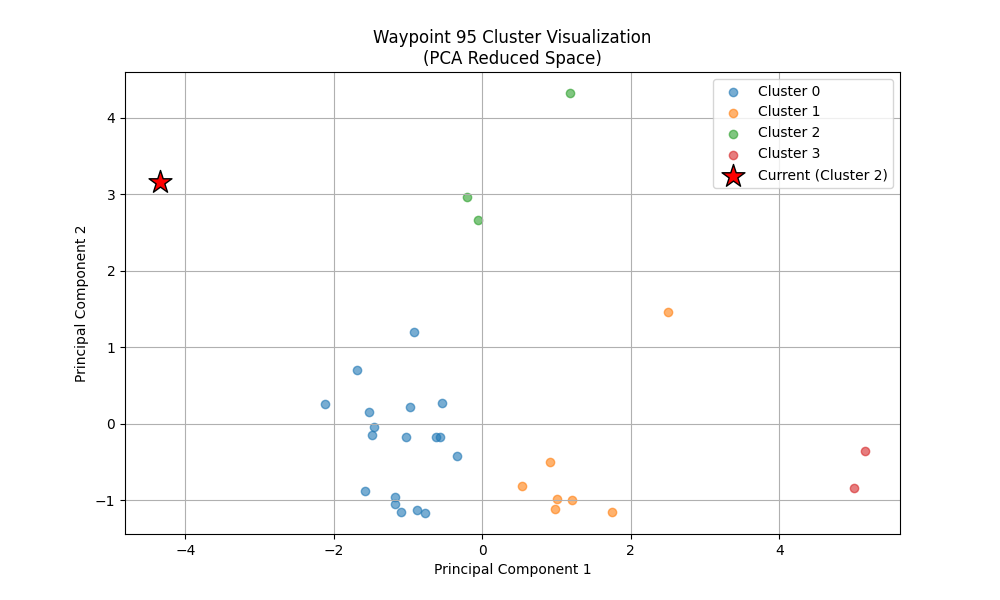 Waypoint 95 Cluster Visualization
(PCA Reduced Space)
Cluster 0
Cluster 1
Cluster 2
Cluster 3
Current (Cluster 2)
Principal Component 2
4
3
2
1
0
−1
−4
−2
0
2
4
Principal Component 1